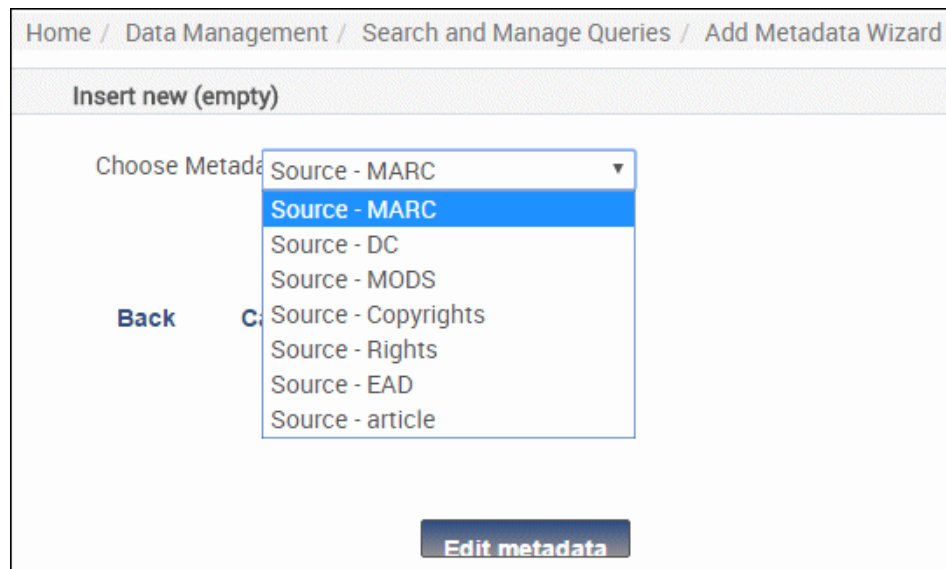 Home / Data Management / Search and Manage Queries / Add Metadata Wizard
Insert new (empty)
Choose Metada Source - MARC
Source - MARC
Source - DC
Source - MODS
Back Ca Source - Copyrights
Source - Rights
Source - EAD
Source - article
Edit metadata